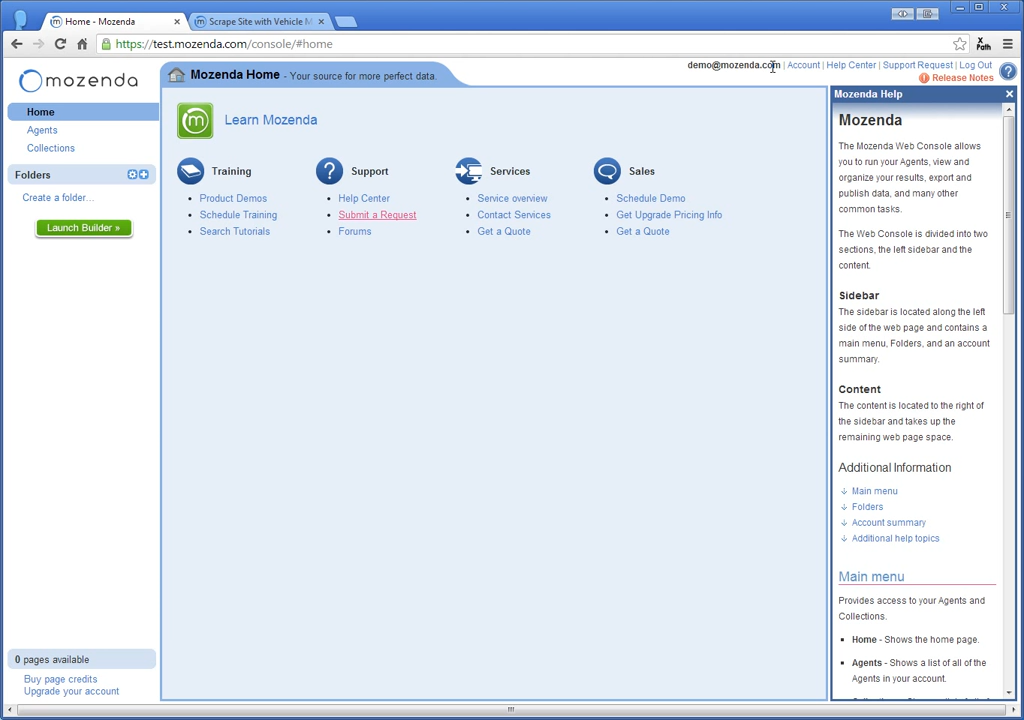 Home - Mozenda
Scrape Site with Vehicle M
https://test.mozenda.com/console/#home
X Path
mozenda
Mozenda Home - Your source for more perfect data.
demo@mozenda.com | Account | Help Center | Support Request | Log Out
Release Notes
Home
Agents
Collections
Folders
Create a folder...
Launch Builder »
Learn Mozenda
Training
Product Demos
Schedule Training
Search Tutorials
Support
Help Center
Submit a Request
Forums
Services
Service overview
Contact Services
Get a Quote
Sales
Schedule Demo
Get Upgrade Pricing Info
Get a Quote
Mozenda Help
Mozenda
The Mozenda Web Console allows
you to run your Agents, view and
organize your results, export and
publish data, and many other
common tasks.
The Web Console is divided into two
sections, the left sidebar and the
content.
Sidebar
The sidebar is located along the left
side of the web page and contains a
main menu, Folders, and an account
summary.
Content
The content is located to the right of
the sidebar and takes up the
remaining web page space.
Additional Information
Main menu
Folders
Account summary
Additional help topics
Main menu
Provides access to your Agents and
Collections.
Home - Shows the home page.
Agents - Shows a list of all of the
Agents in your account.
0 pages available
Buy page credits
Upgrade your account